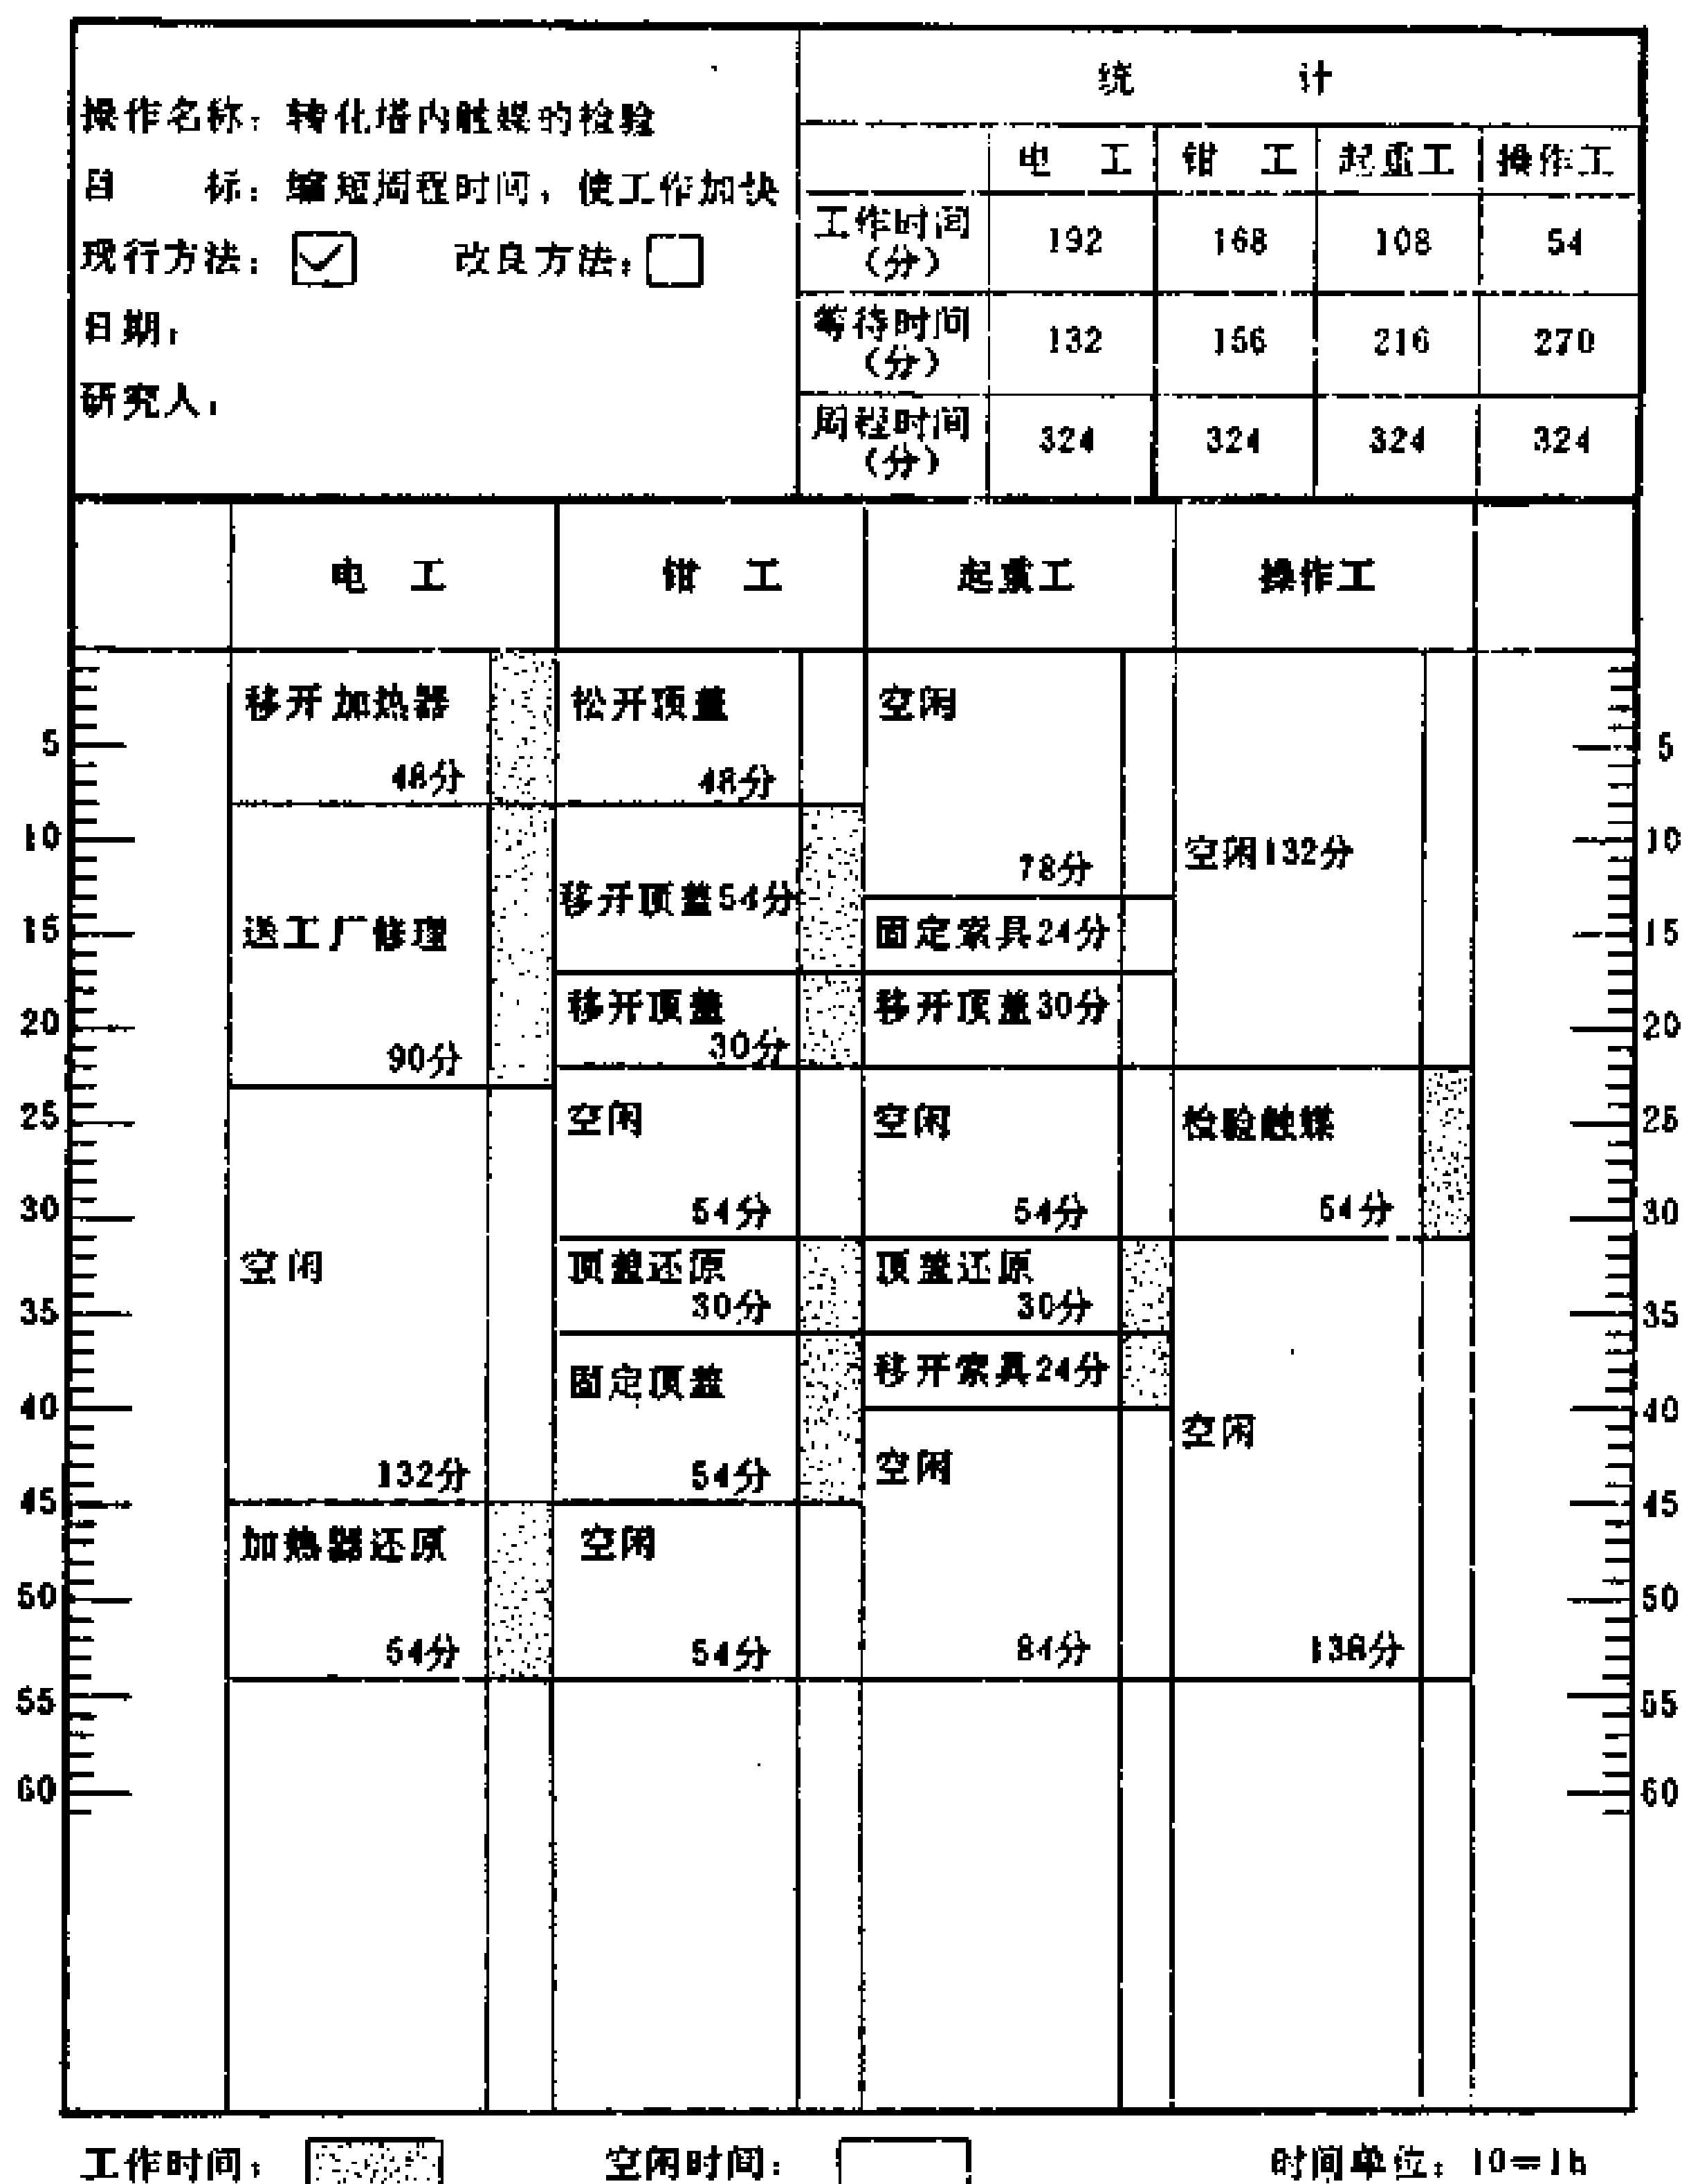 统 计
操作名称：转化塔内触媒的检验
目 标：缩短周程时间，使工作加快
现行方法： 改良方法：
日期：
研究人：
电 工 钳 工 起重工 操作工
工作时间（分） 192 168 108 54
等待时间（分） 132 156 216 270
周程时间（分） 324 324 324 324
电 工 钳 工 起重工 操作工
移开加热器 48分
送工厂修理 90分
空闲 132分
加热器还原 54分
松开顶盖 48分
移开顶盖54分
移开顶盖 30分
空闲 54分
顶盖还原 30分
固定顶盖 54分
空闲 54分
空闲 78分
固定索具24分
移开顶盖30分
空闲 54分
顶盖还原 30分
移开索具24分
空闲 84分
空闲132分
检验触媒 54分
空闲 138分
5 5
10 10
15 15
20 20
25 25
30 30
35 35
40 40
45 45
50 50
55 55
60 60
工作时间： 空闲时间： 时间单位：10＝1h